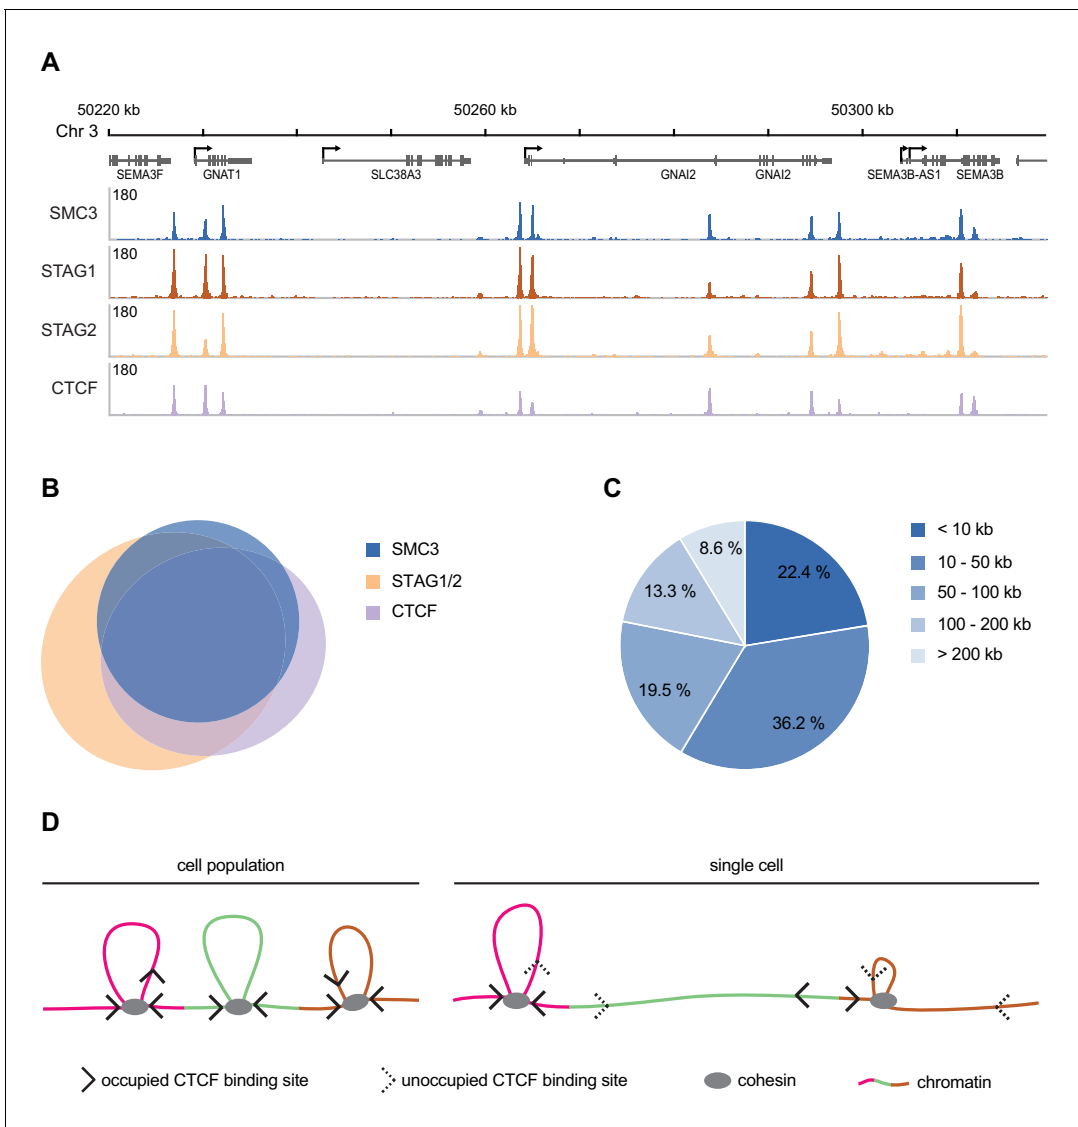 A
50220 kb 50260 kb 50300 kb
Chr 3
SEMA3F GNAT1 SLC38A3 GNAI2 GNAI2 SEMA3B-AS1 SEMA3B
180
SMC3
180
STAG1
180
STAG2
180
CTCF
B
SMC3
STAG1/2
CTCF
C
8.6 %
22.4 %
13.3 %
19.5 %
36.2 %
< 10 kb
10 - 50 kb
50 - 100 kb
100 - 200 kb
> 200 kb
D
cell population single cell
occupied CTCF binding site unoccupied CTCF binding site cohesin chromatin